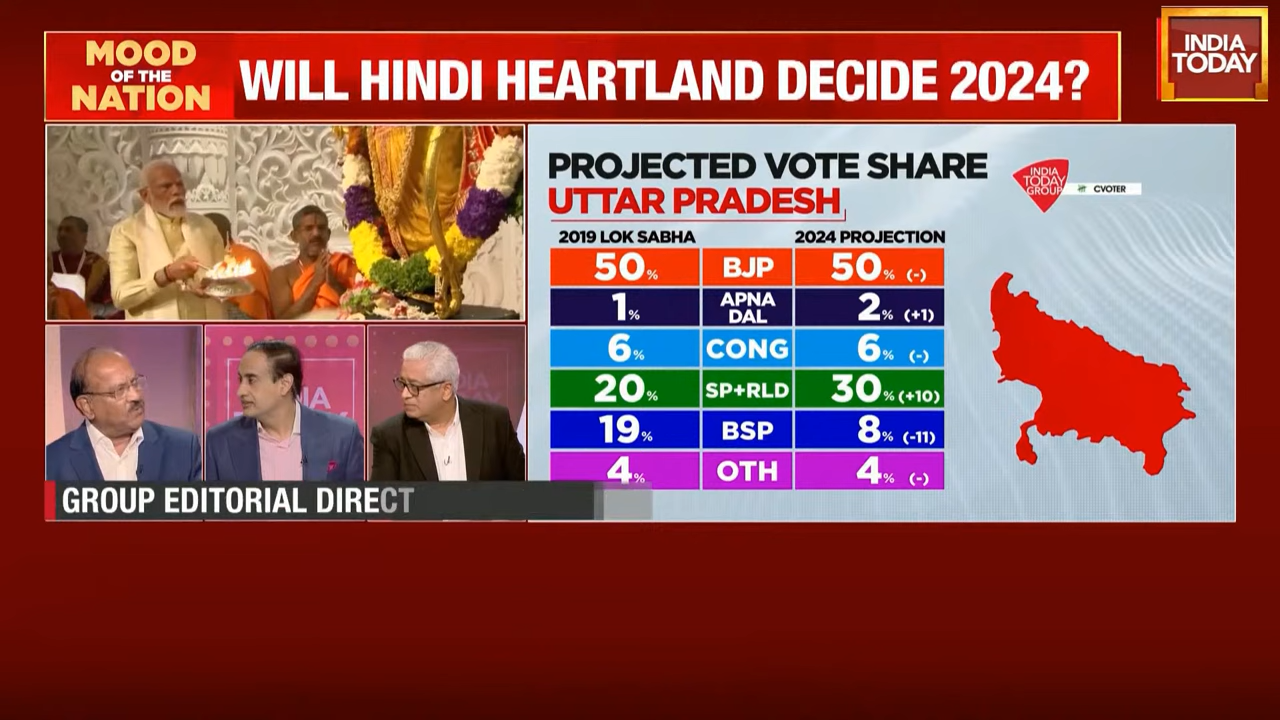 MOOD
OF THE
NATION
WILL HINDI HEARTLAND DECIDE 2024?
INDIA
TODAY
PROJECTED VOTE SHARE
UTTAR PRADESH
INDIA
TODAY
GROUP
CVOTER
2019 LOK SABHA 2024 PROJECTION
50% BJP 50% (-)
1% APNA DAL 2% (+1)
6% CONG 6% (-)
20% SP+RLD 30% (+10)
19% BSP 8% (-11)
4% OTH 4% (-)
GROUP EDITORIAL DIRECT